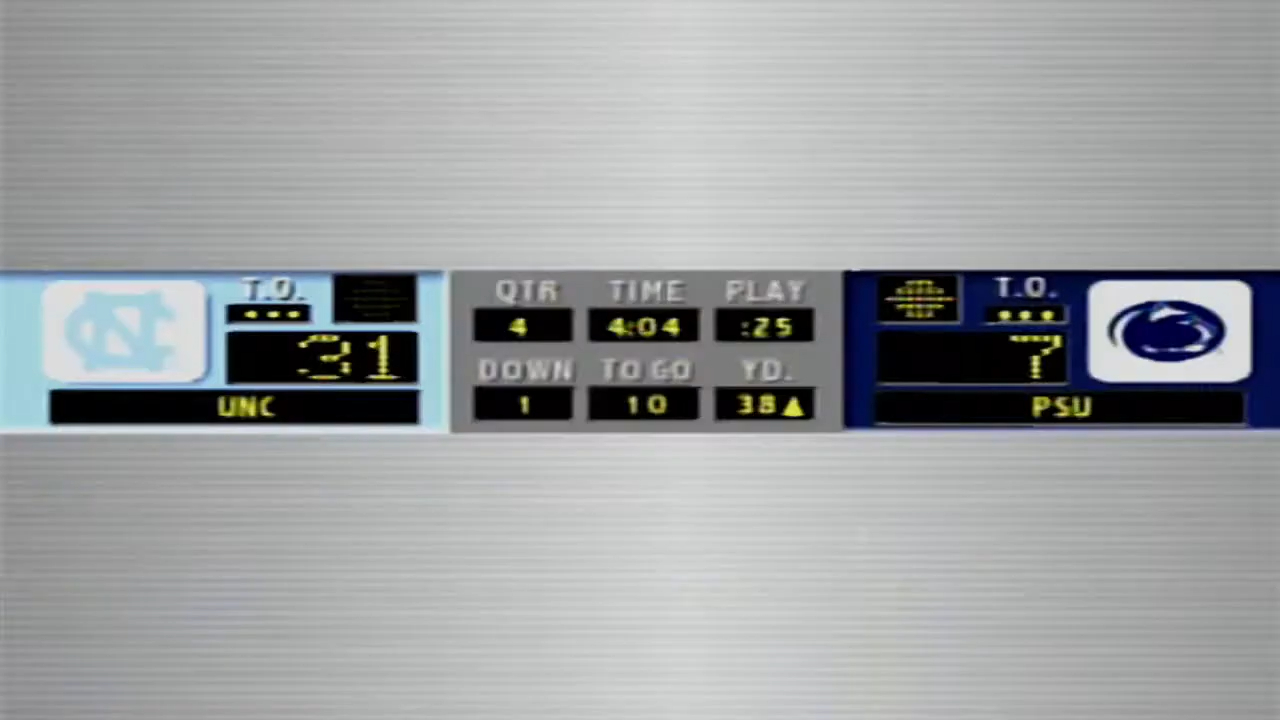 T.O.
31
UNC
QTR TIME PLAY
4 4:04 :25
DOWN TO GO YD.
1 10 38▲
T.O.
7
PSU